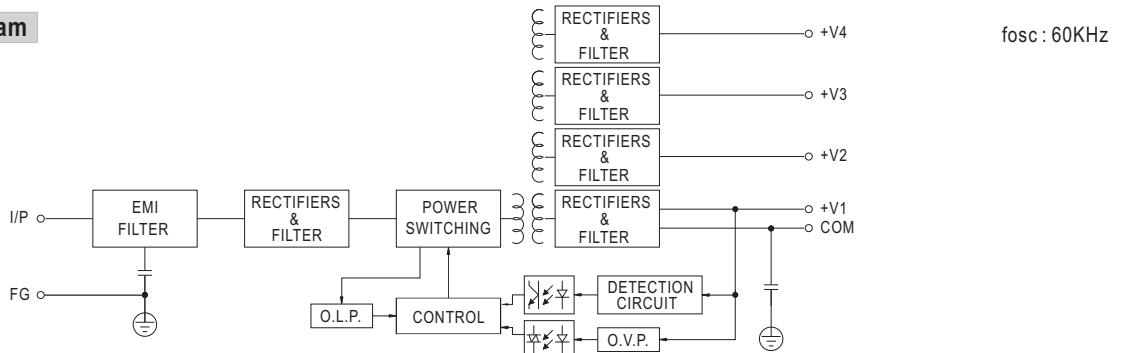 am
fosc : 60KHz
RECTIFIERS
&
FILTER
+V4
RECTIFIERS
&
FILTER
+V3
RECTIFIERS
&
FILTER
+V2
I/P
EMI
FILTER
RECTIFIERS
&
FILTER
POWER
SWITCHING
RECTIFIERS
&
FILTER
+V1
COM
FG
O.L.P.
CONTROL
DETECTION
CIRCUIT
O.V.P.